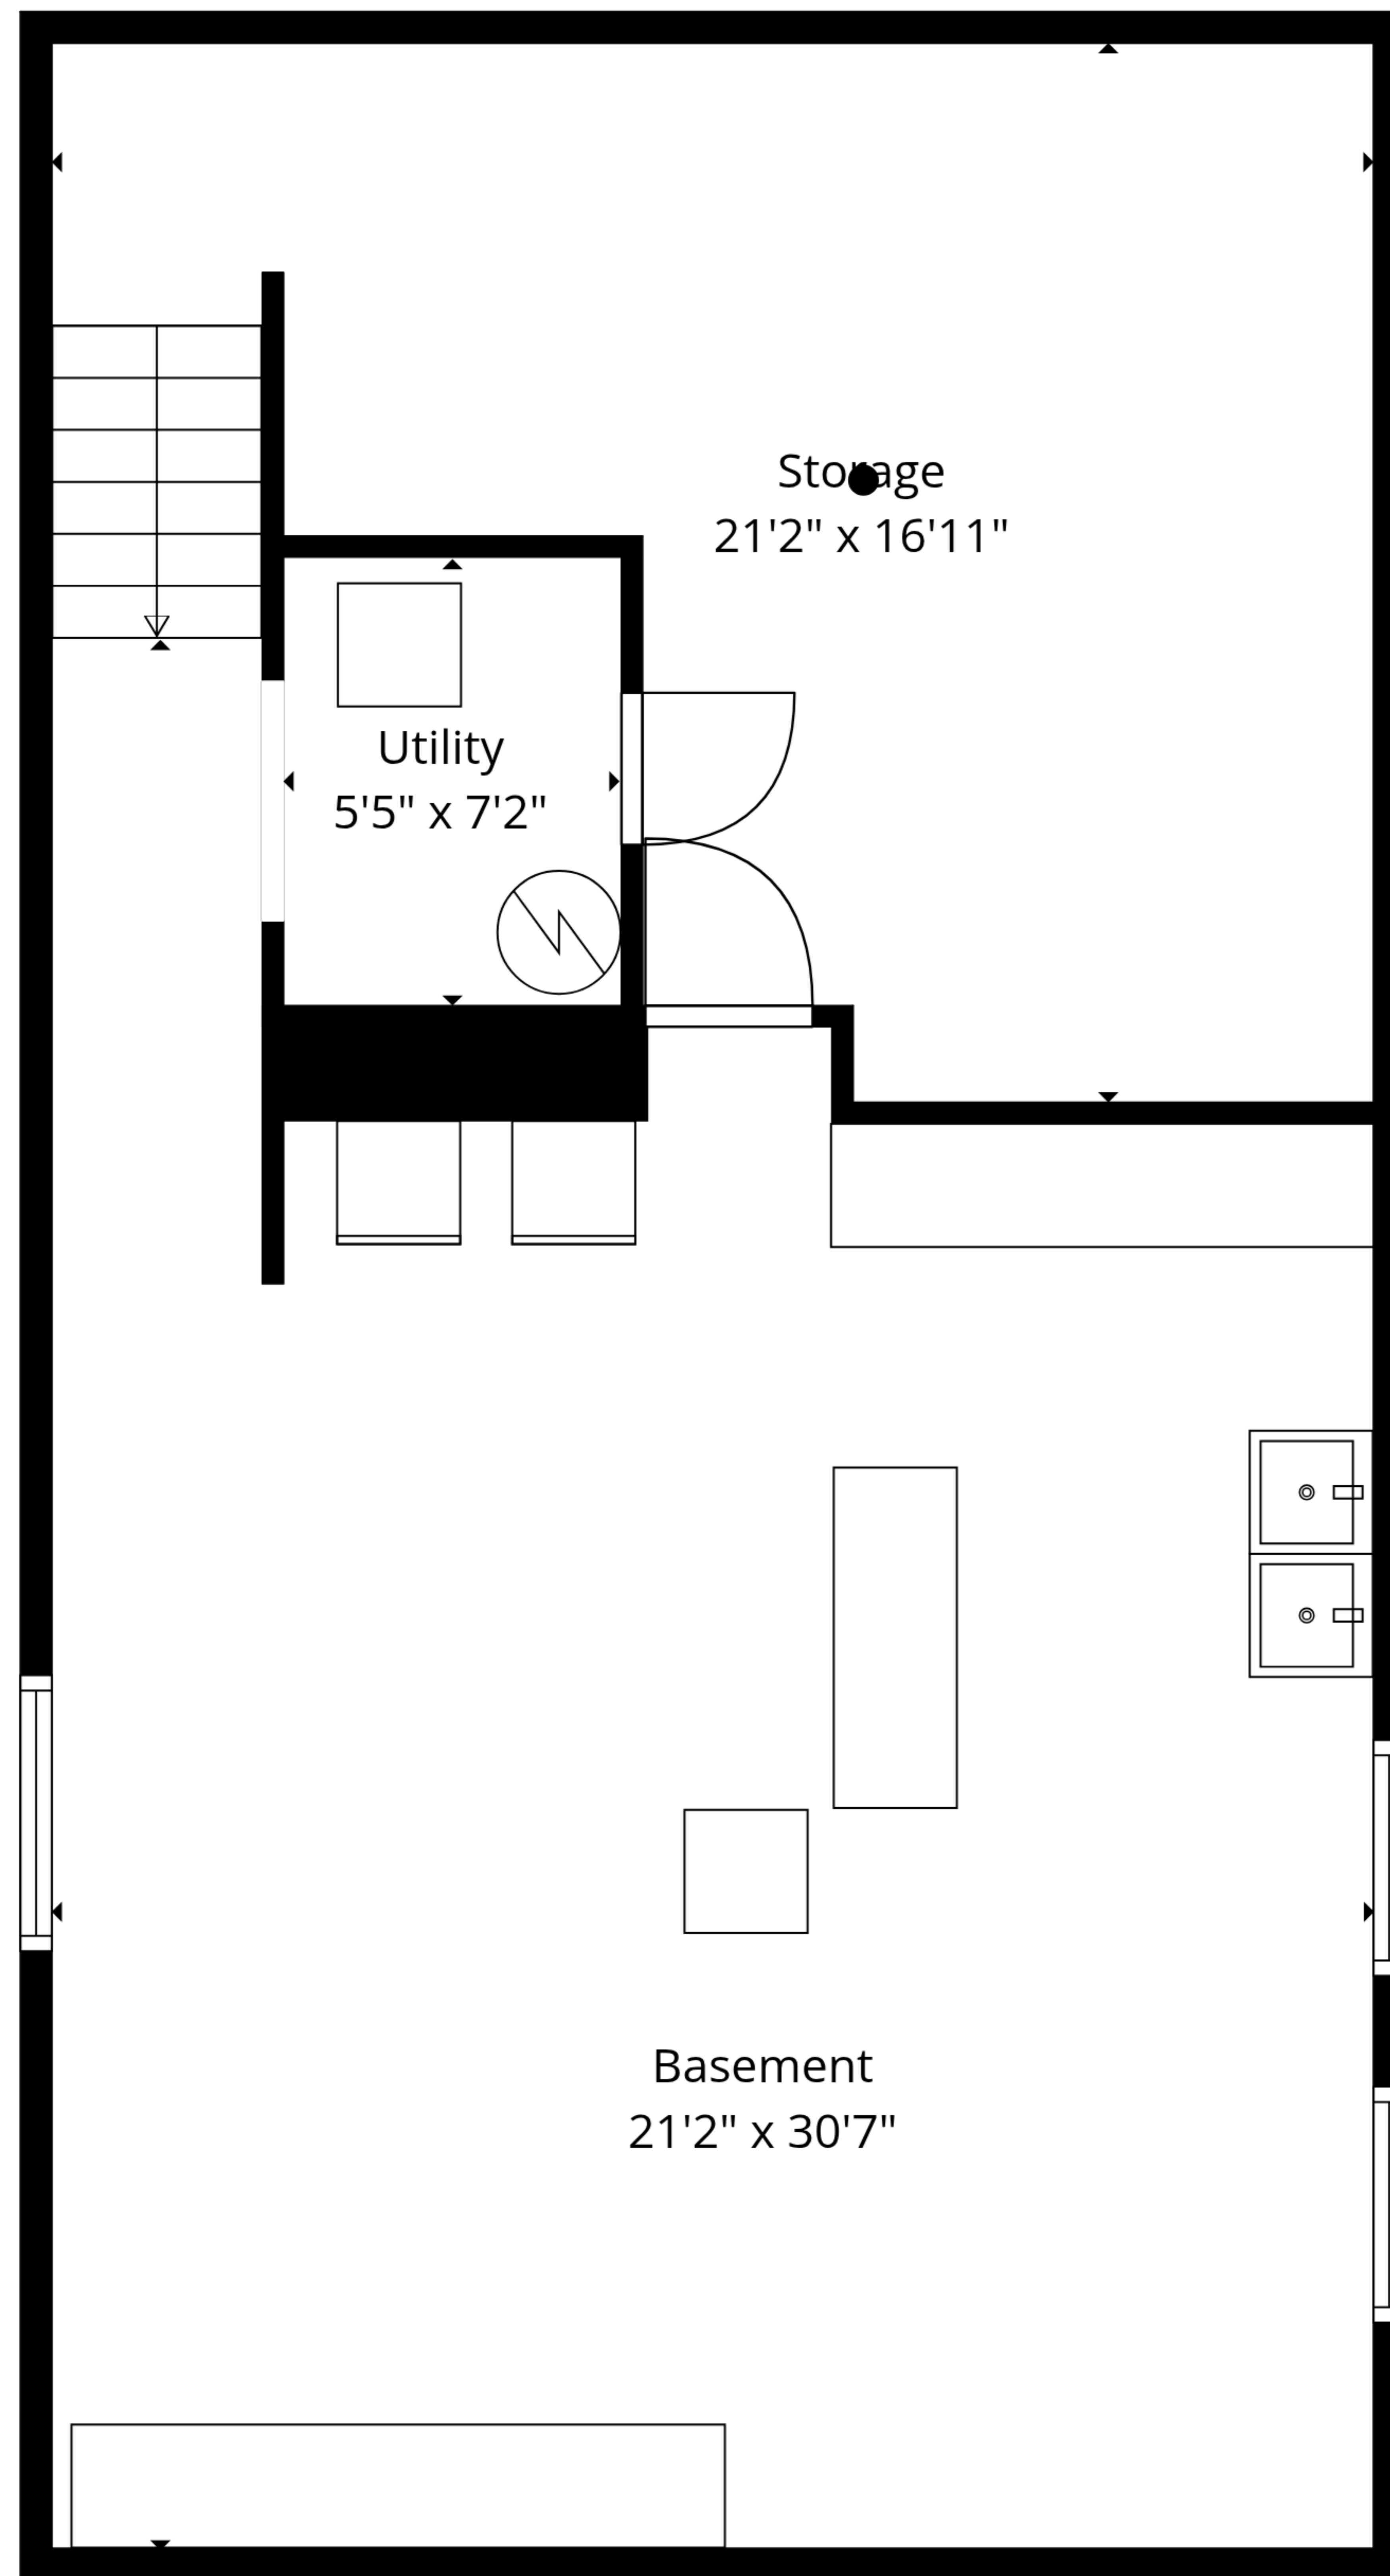 Storage
21'2" x 16'11"
Utility
5'5" x 7'2"
Basement
21'2" x 30'7"